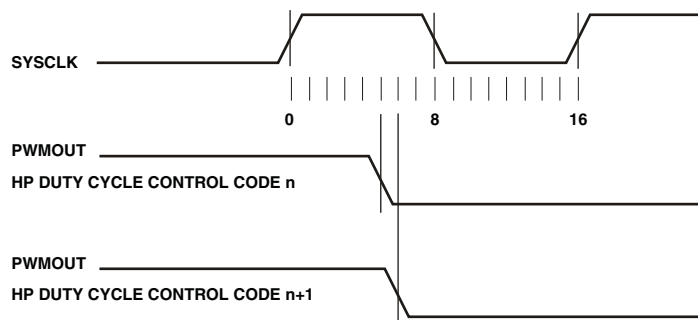 SYSCLK
0 8 16
PWMOUT
HP DUTY CYCLE CONTROL CODE n
PWMOUT
HP DUTY CYCLE CONTROL CODE n+1